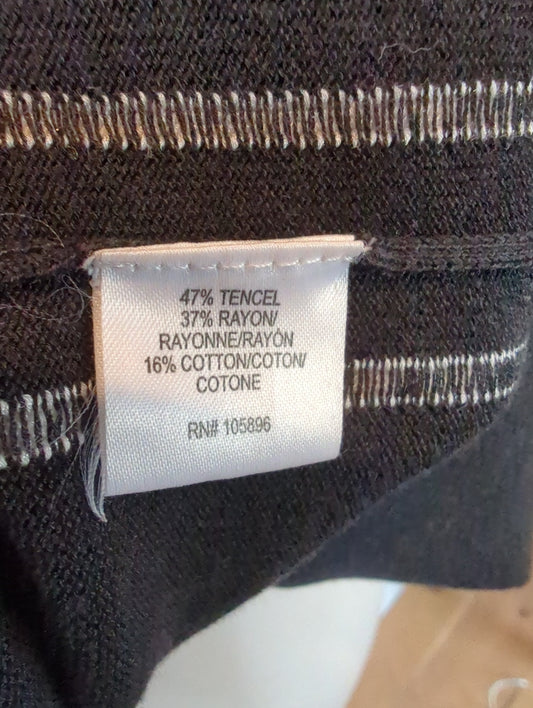 47% TENCEL
37% RAYON/
RAYONNE/RAYÓN
16% COTTON/COTON/
COTONE
RN# 105896